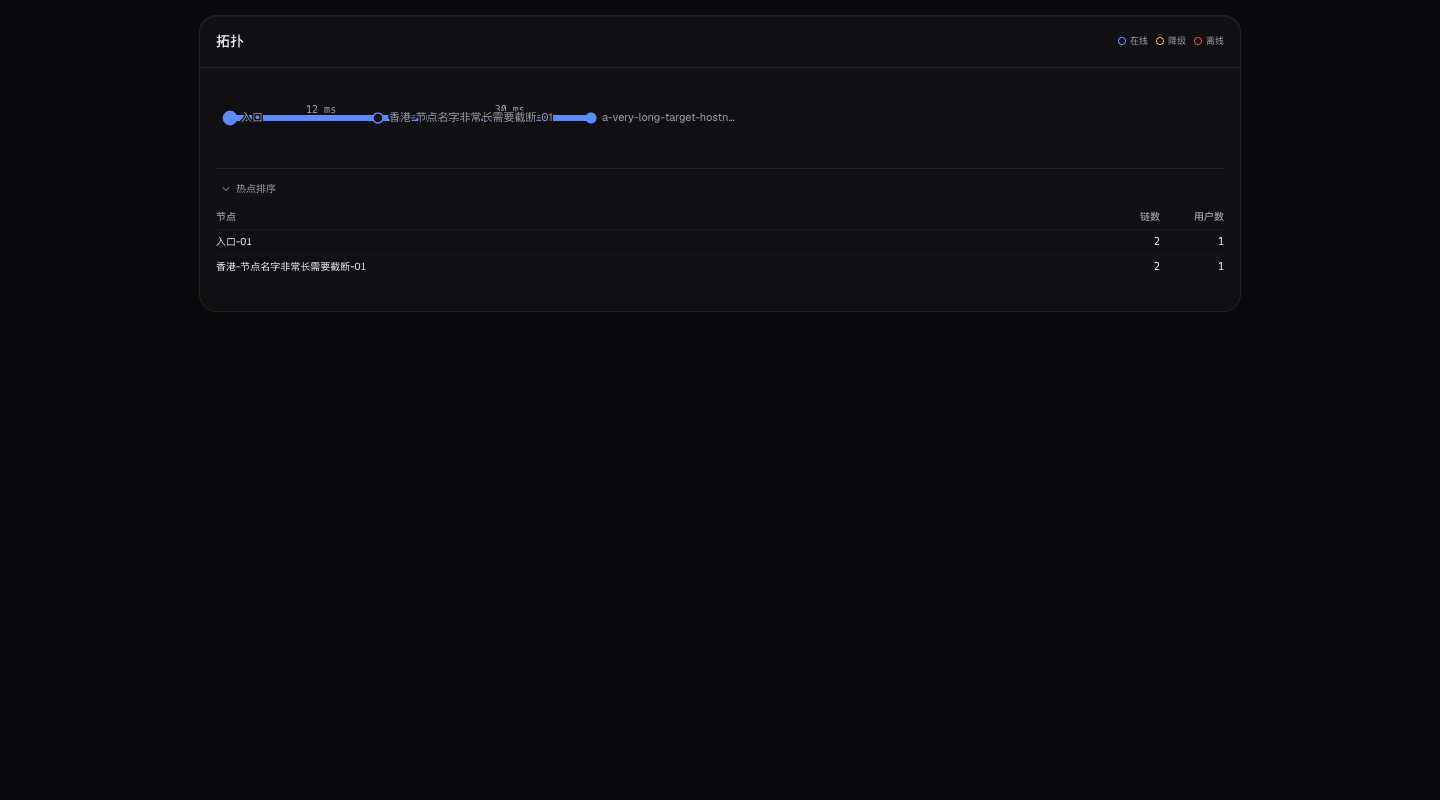 拓扑
在线 降级 离线
12 ms 30 ms
入口 香港-节点名字非常长需要截断-01 a-very-long-target-hostn…
热点排序
节点 链数 用户数
入口-01 2 1
香港-节点名字非常长需要截断-01 2 1